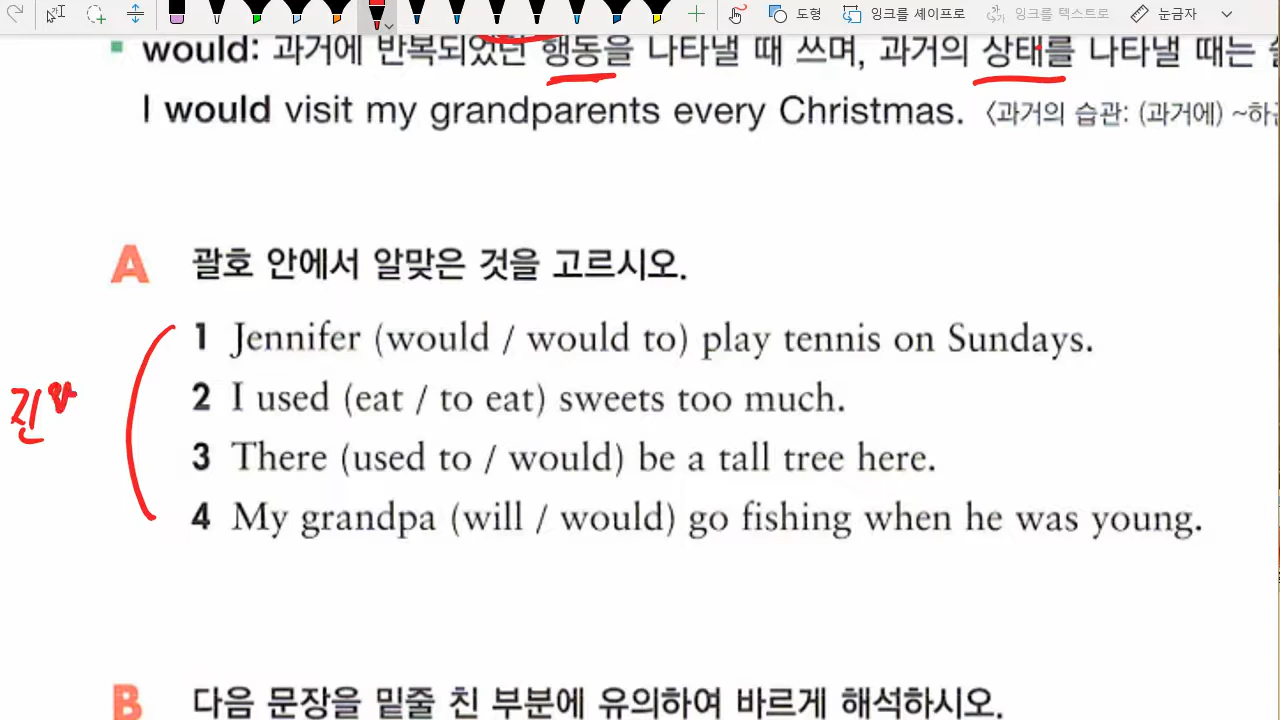 도형 잉크를 셰이프로 잉크를 텍스트로 눈금자
would: 과거에 반복되었던 행동을 나타낼 때 쓰며, 과거의 상태를 나타낼 때는
I would visit my grandparents every Christmas. 〈과거의 습관: (과거에) ~하
A 괄호 안에서 알맞은 것을 고르시오.
1 Jennifer (would / would to) play tennis on Sundays.
2 I used (eat / to eat) sweets too much.
3 There (used to / would) be a tall tree here.
4 My grandpa (will / would) go fishing when he was young.
B 다음 문장을 밑줄 친 부분에 유의하여 바르게 해석하시오.